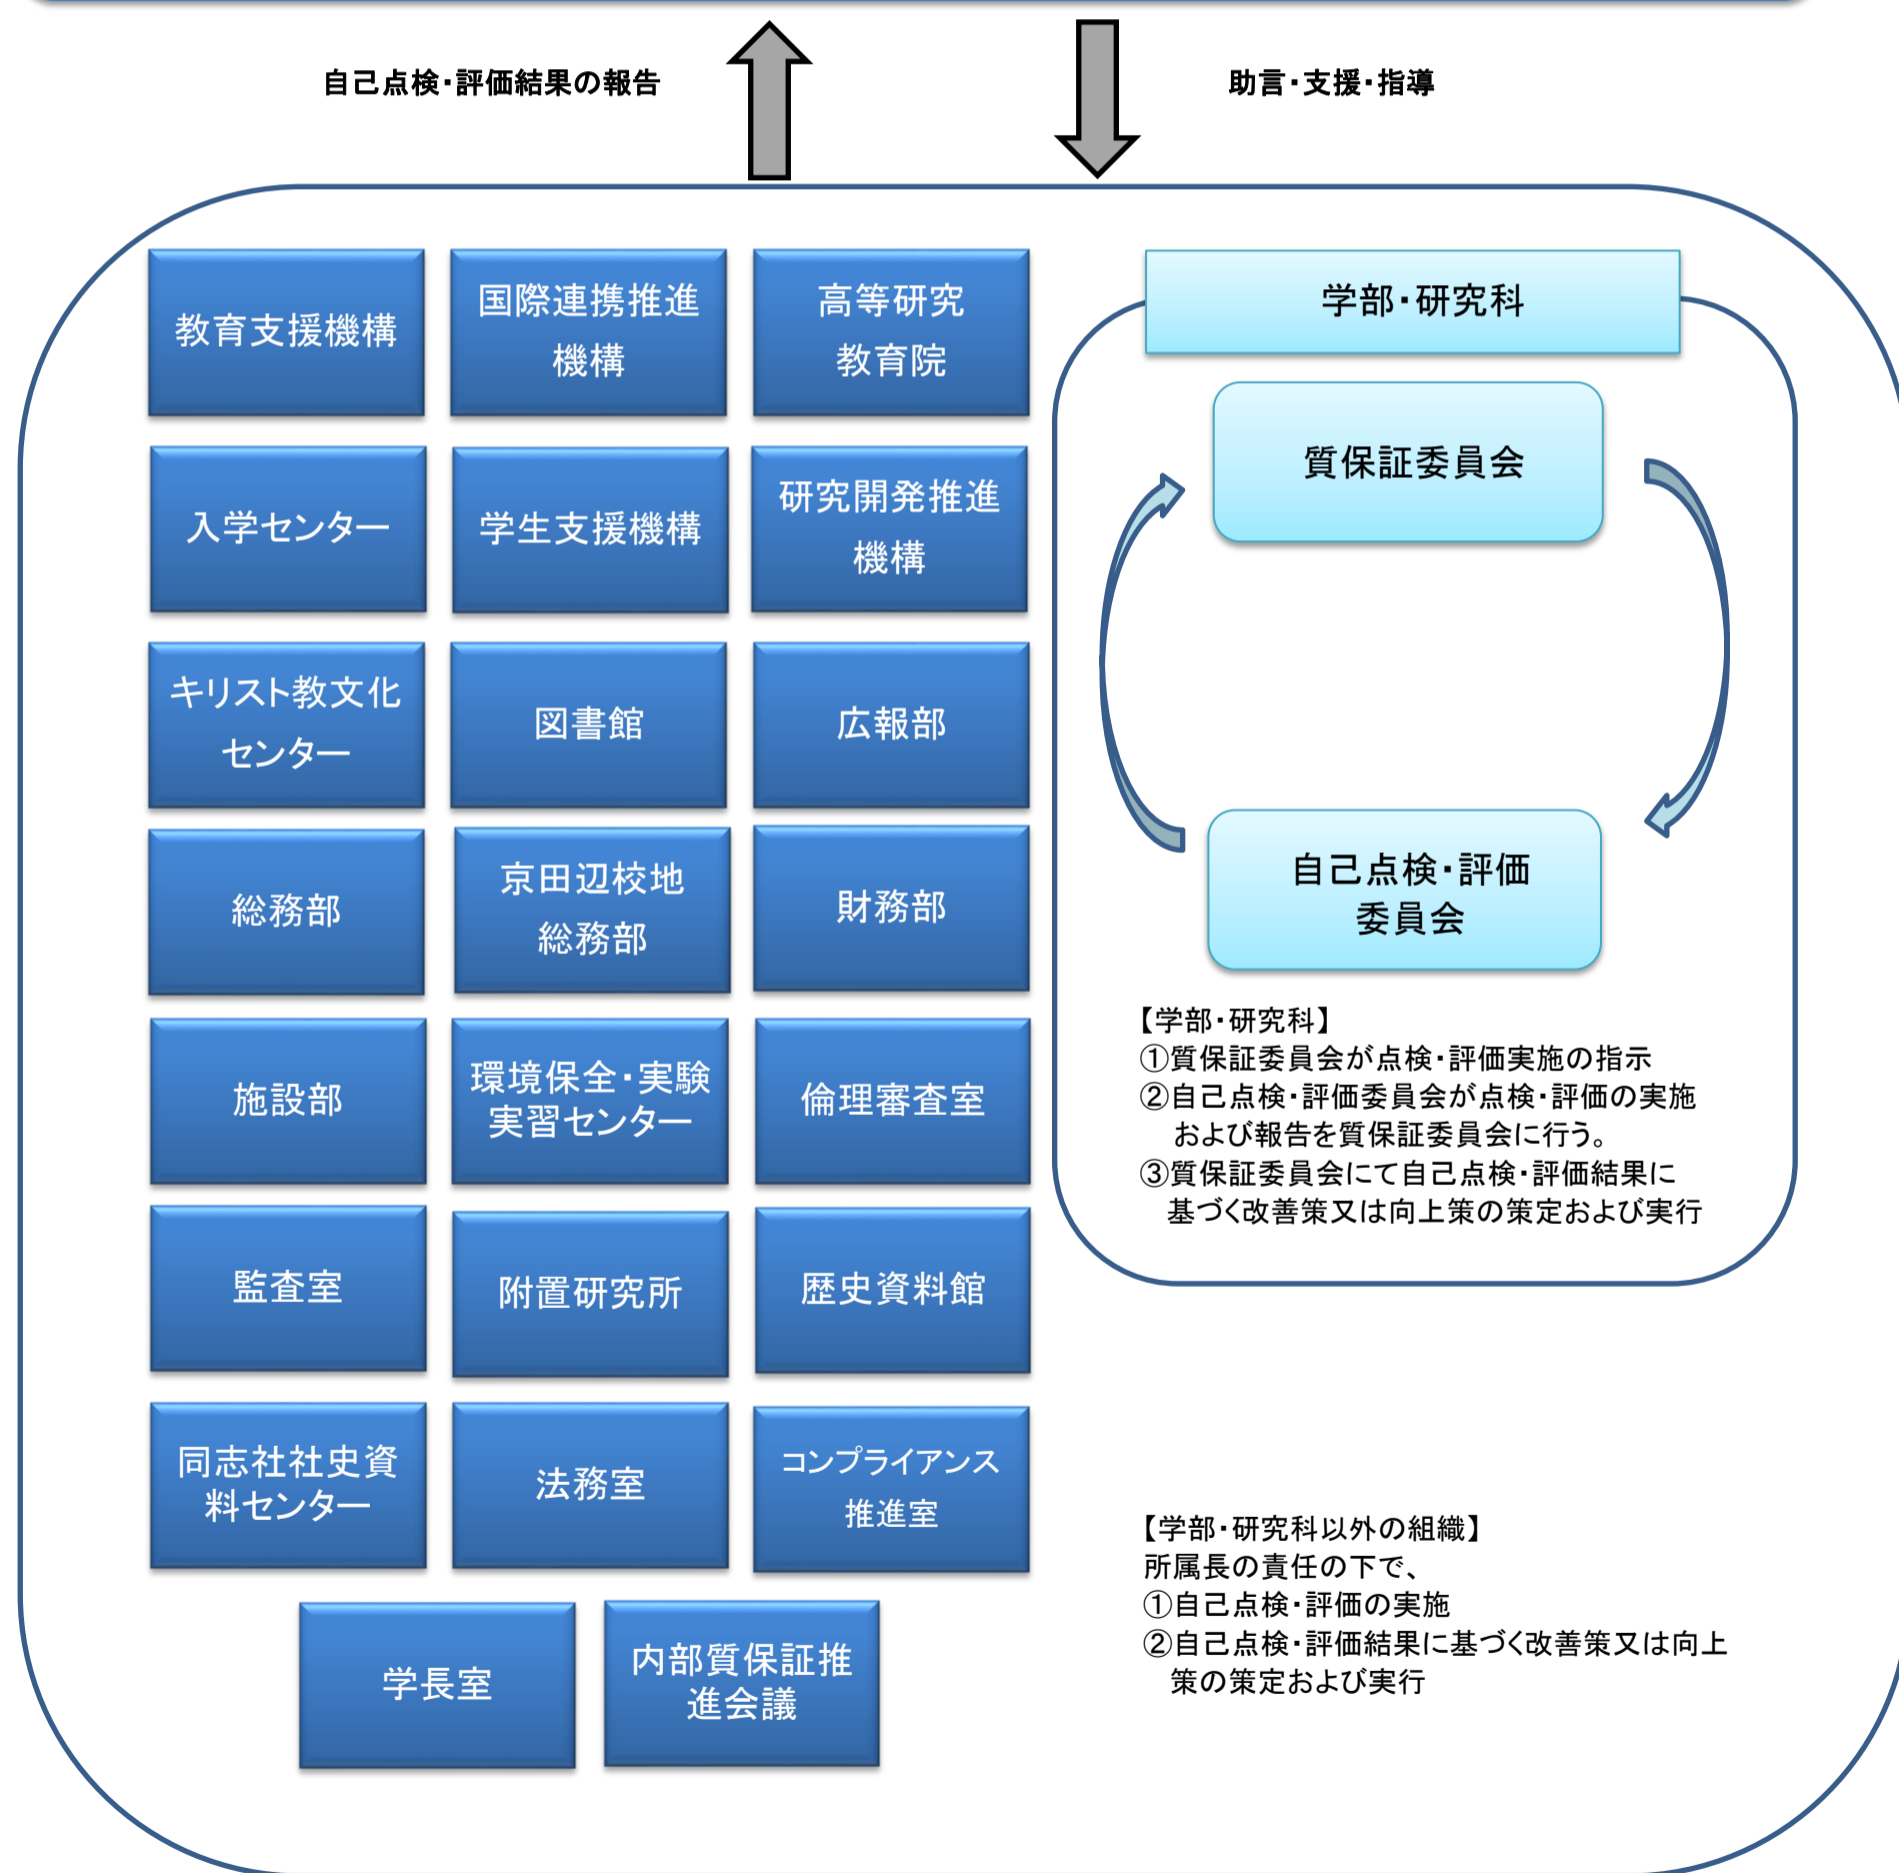 自己点検・評価結果の報告
助言・支援・指導
教育支援機構
国際連携推進
機構
高等研究
教育院
入学センター
学生支援機構
研究開発推進
機構
キリスト教文化
センター
図書館
広報部
総務部
京田辺校地
総務部
財務部
施設部
環境保全・実験
実習センター
倫理審査室
監査室
附置研究所
歴史資料館
同志社社史資
料センター
法務室
コンプライアンス
推進室
学長室
内部質保証推
進会議
学部・研究科
質保証委員会
自己点検・評価
委員会
【学部・研究科】
①質保証委員会が点検・評価実施の指示
②自己点検・評価委員会が点検・評価の実施
および報告を質保証委員会に行う。
③質保証委員会にて自己点検・評価結果に
基づく改善策又は向上策の策定および実行
【学部・研究科以外の組織】
所属長の責任の下で、
①自己点検・評価の実施
②自己点検・評価結果に基づく改善策又は向上
策の策定および実行